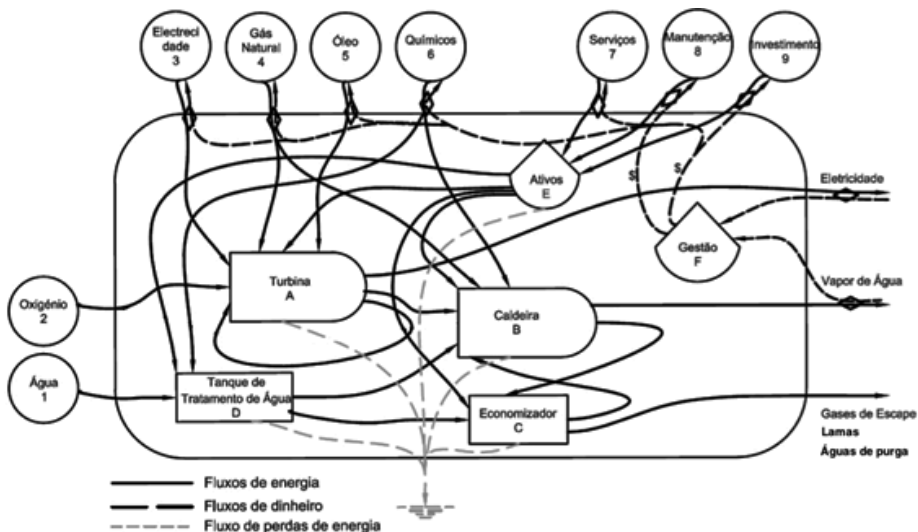 Electreci
dade
3
Gás
Natural
4
Óleo
5
Químicos
6
Serviços
7
Manutenção
8
Investimento
9
Ativos
E
Eletricidade
$
$
Gestão
F
Turbina
A
Vapor de Água
Oxigénio
2
Caldeira
B
Água
1
Tanque de
Tratamento de Água
D
Economizador
C
Gases de Escape
Lamas
Águas de purga
Fluxos de energia
Fluxos de dinheiro
Fluxo de perdas de energia